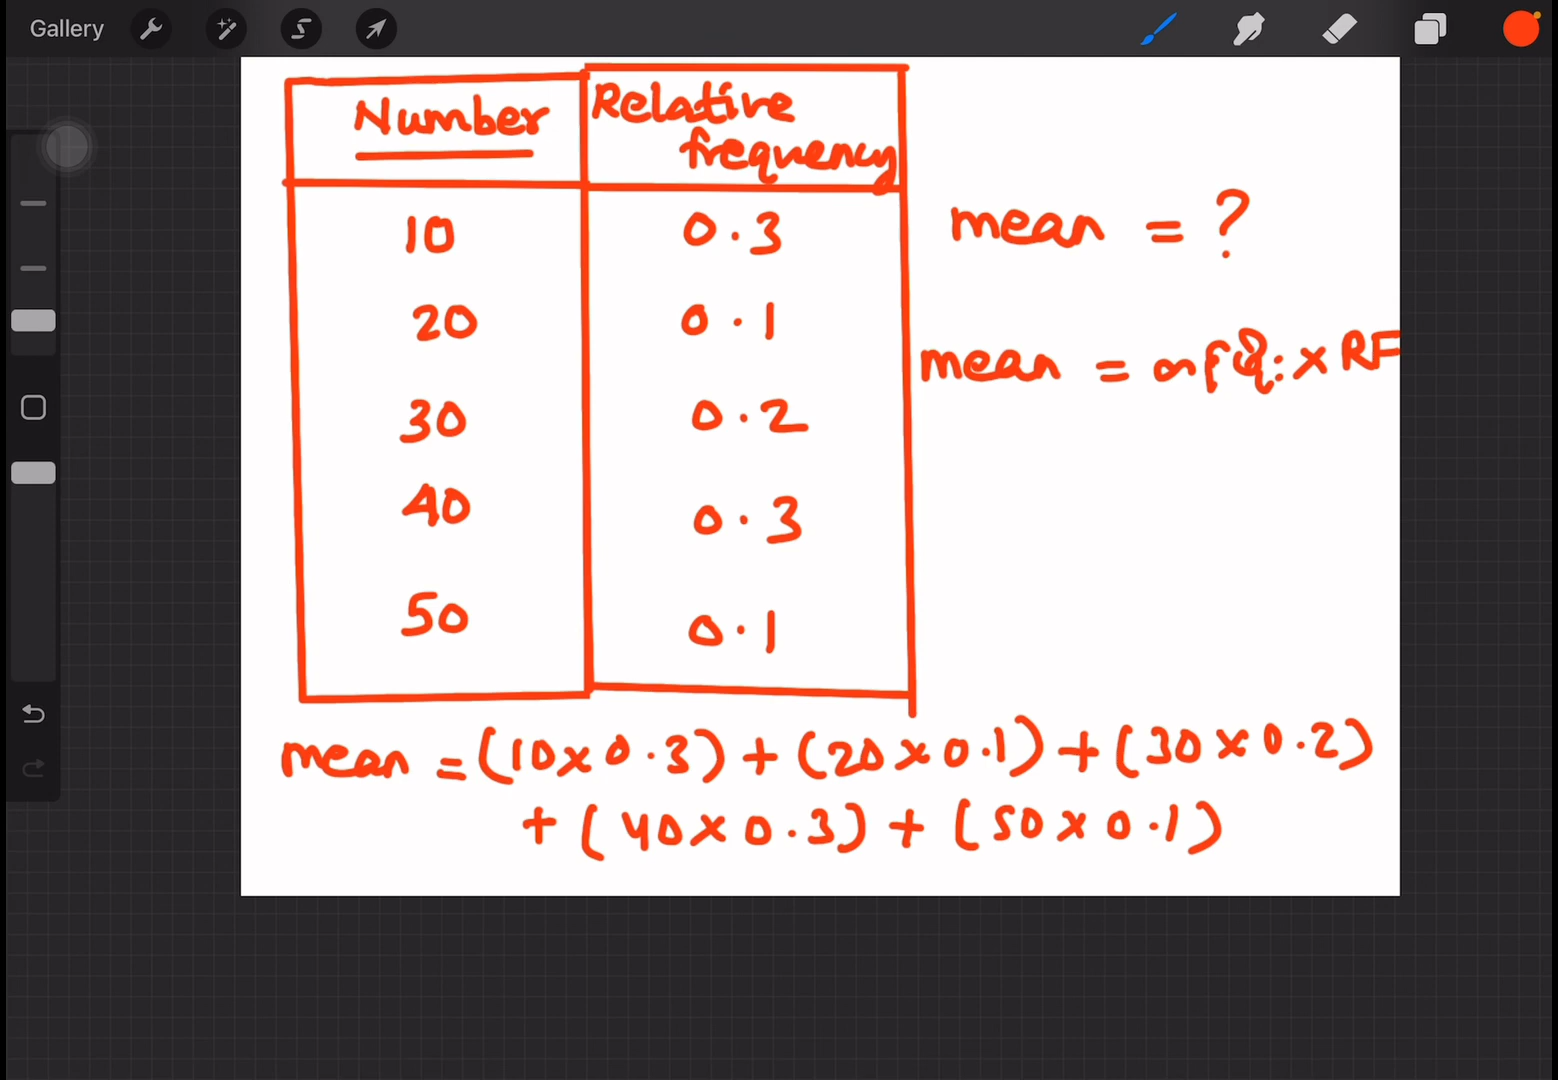 Gallery
Number
Relative
frequency
10 0.3
20 0.1
30 0.2
40 0.3
50 0.1
mean = ?
mean = × RF
mean = (10×0.3) + (20×0.1) + (30×0.2)
+ (40×0.3) + (50×0.1)